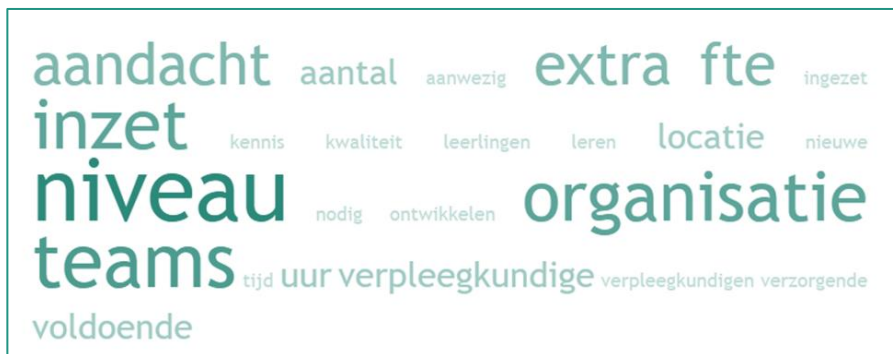 aandacht aantal aanwezig extra fte ingezet
inzet kennis kwaliteit leerlingen leren locatie nieuwe
niveau nodig ontwikkelen organisatie
teams tijd uur verpleegkundige verpleegkundigen verzorgende
voldoende